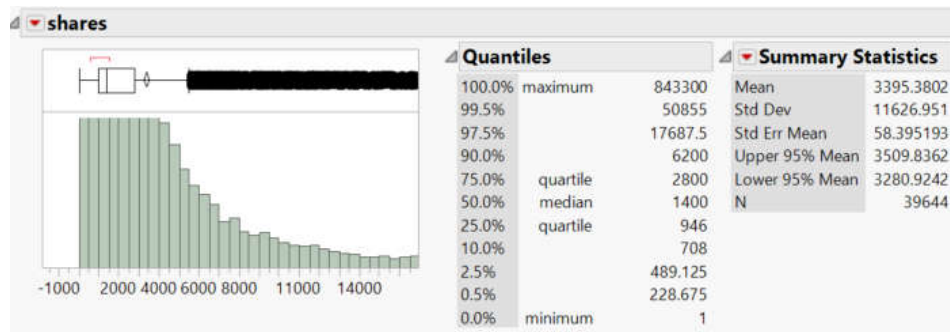 shares
-1000 2000 4000 6000 8000 11000 14000
Quantiles
100.0% maximum 843300
99.5% 50855
97.5% 17687.5
90.0% 6200
75.0% quartile 2800
50.0% median 1400
25.0% quartile 946
10.0% 708
2.5% 489.125
0.5% 228.675
0.0% minimum 1
Summary Statistics
Mean 3395.3802
Std Dev 11626.951
Std Err Mean 58.395193
Upper 95% Mean 3509.8362
Lower 95% Mean 3280.9242
N 39644